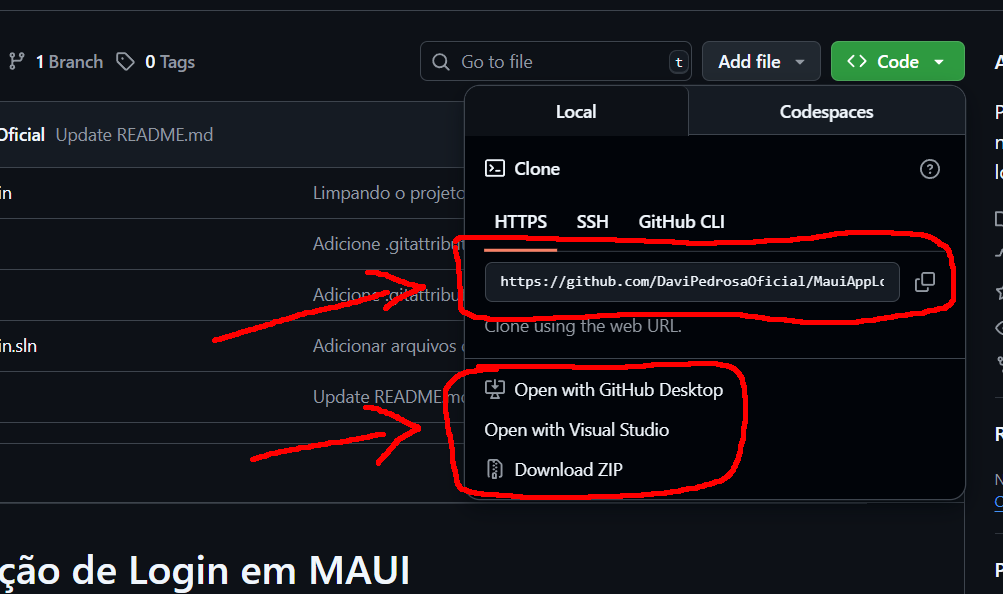 1 Branch 0 Tags Go to file t Add file <> Code
Local Codespaces
Oficial Update README.md
Clone
in Limpando o projeto
HTTPS SSH GitHub CLI
Adicione .gitattribut
https://github.com/DaviPedrosaOficial/MauiAppLo
Adicione .gitattribu
Clone using the web URL.
in.sln Adicionar arquivos d
Open with GitHub Desktop
Update README.md
Open with Visual Studio
Download ZIP
ção de Login em MAUI